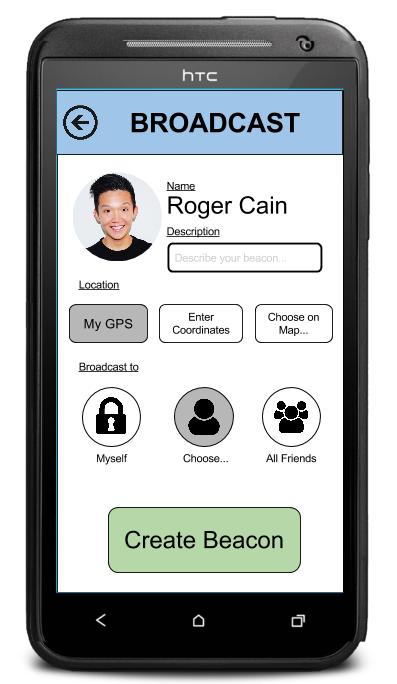 hTC
BROADCAST
Name
Roger Cain
Description
Describe your beacon...
Location
My GPS
Enter
Coordinates
Choose on
Map...
Broadcast to
Myself
Choose...
All Friends
Create Beacon